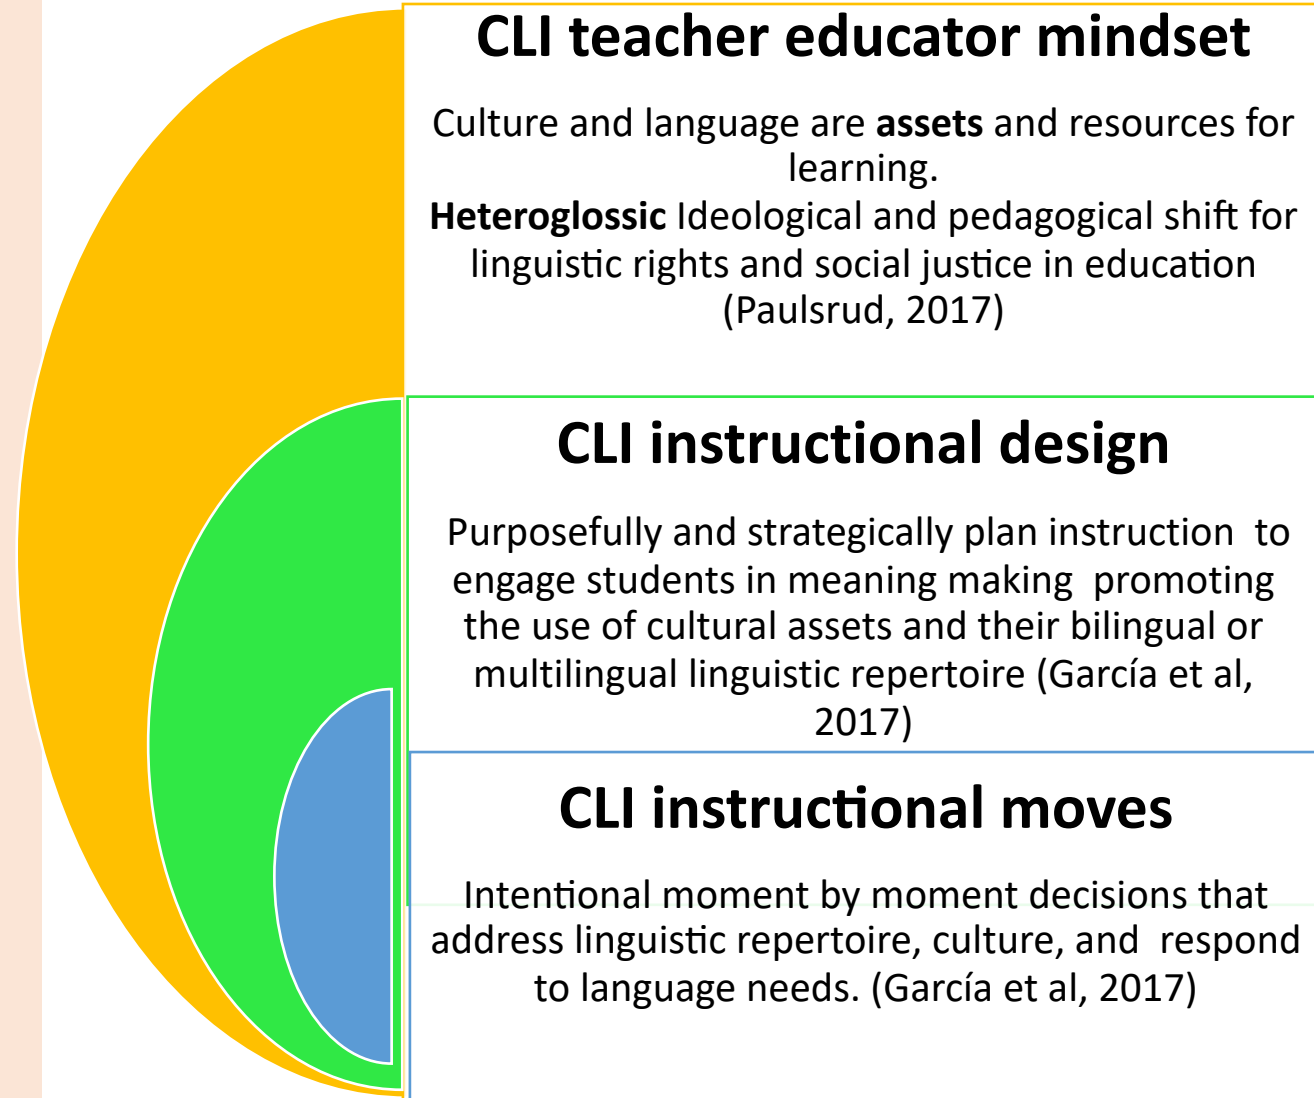 CLI teacher educator mindset
Culture and language are assets and resources for
learning.
Heteroglossic Ideological and pedagogical shift for
linguistic rights and social justice in education
(Paulsrud, 2017)
CLI instructional design
Purposefully and strategically plan instruction  to
engage students in meaning making  promoting
the use of cultural assets and their bilingual or
multilingual linguistic repertoire (García et al,
2017)
CLI instructional moves
Intentional moment by moment decisions that
address linguistic repertoire, culture, and  respond
to language needs. (García et al, 2017)